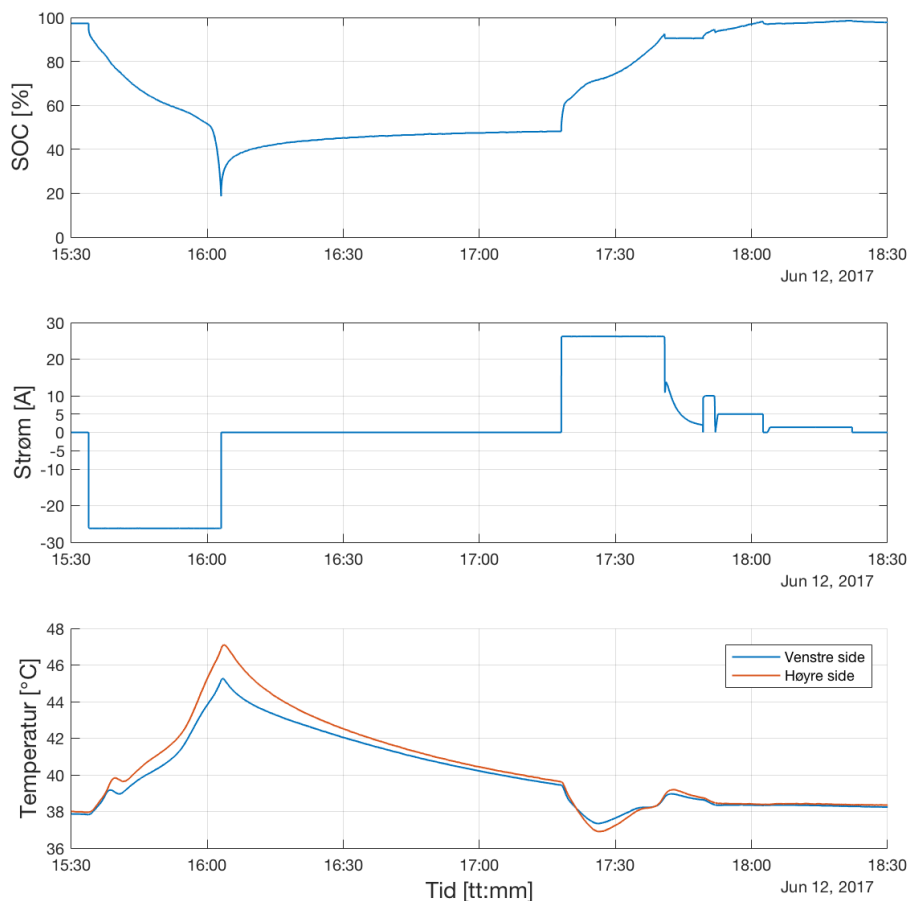 SOC [%]
100
80
60
40
20
0
15:30 16:00 16:30 17:00 17:30 18:00 18:30
Jun 12, 2017
Strøm [A]
30
20
10
5
0
-5
-10
-20
-30
15:30 16:00 16:30 17:00 17:30 18:00 18:30
Jun 12, 2017
Temperatur [°C]
48
46
44
42
40
38
36
Venstre side
Høyre side
15:30 16:00 16:30 17:00 17:30 18:00 18:30
Tid [tt:mm]
Jun 12, 2017